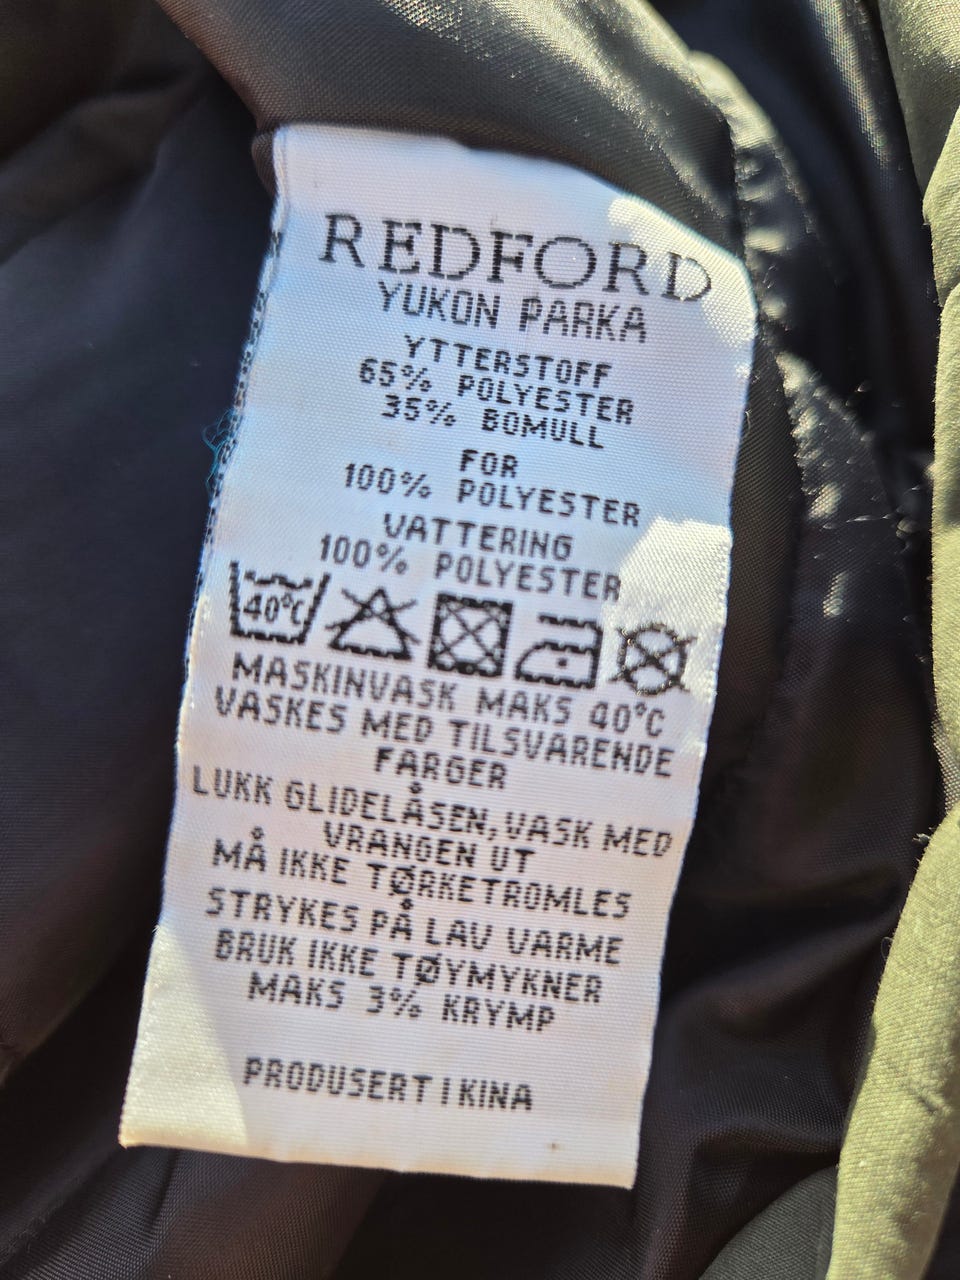 REDFORD
YUKON PARKA
YTTERSTOFF
65% POLYESTER
35% BOMULL
FOR
100% POLYESTER
VATTERING
100% POLYESTER
40°C
MASKINVASK MAKS 40°C
VASKES MED TILSVARENDE
FARGER
LUKK GLIDELÅSEN, VASK MED
VRANGEN UT
MÅ IKKE TØRKETROMLES
STRYKES PÅ LAV VARME
BRUK IKKE TØYMYKNER
MAKS 3% KRYMP
PRODUSERT I KINA